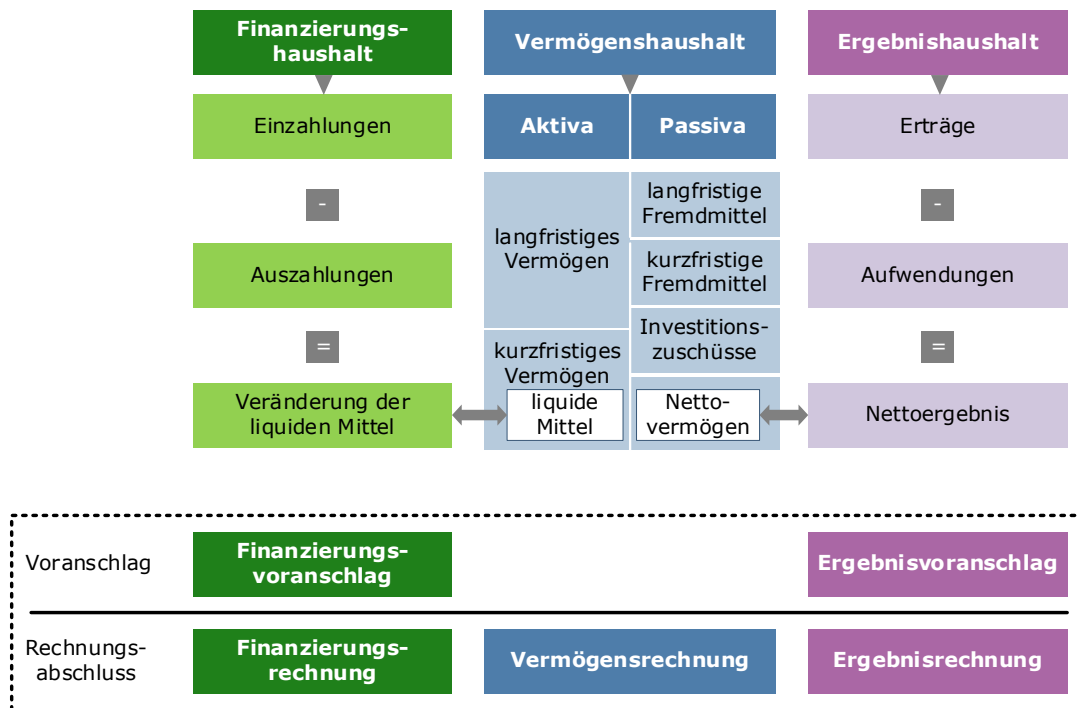 Finanzierungs-
haushalt
Vermögenshaushalt
Ergebnishaushalt
Einzahlungen
Aktiva
Passiva
Erträge
-
-
langfristiges
Vermögen
langfristige
Fremdmittel
Auszahlungen
kurzfristige
Fremdmittel
Aufwendungen
=
Investitions-
zuschüsse
=
kurzfristiges
Vermögen
Veränderung der
liquiden Mittel
liquide
Mittel
Netto-
vermögen
Nettoergebnis
Voranschlag
Finanzierungs-
voranschlag
Ergebnisvoranschlag
Rechnungs-
abschluss
Finanzierungs-
rechnung
Vermögensrechnung
Ergebnisrechnung